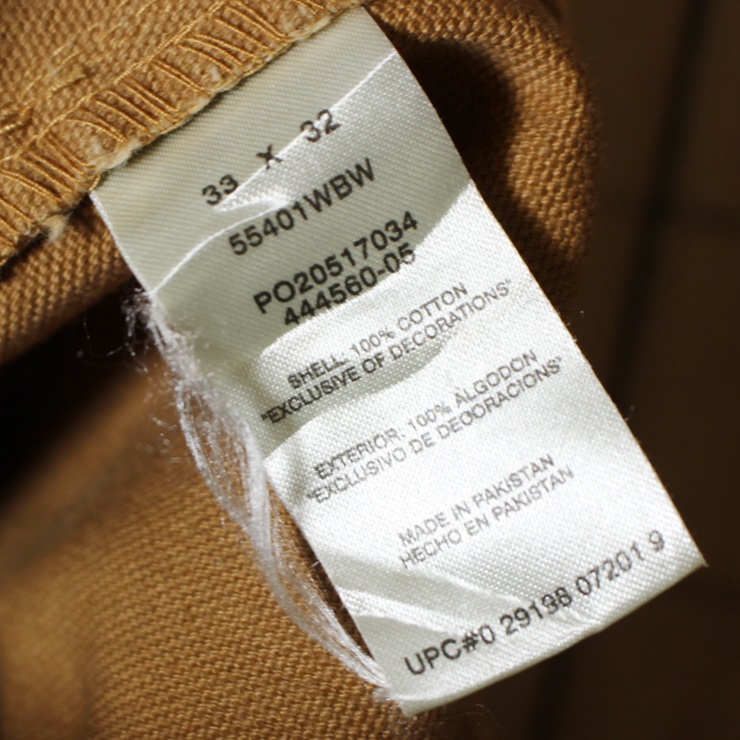 33 X 32
55401WBW
PO20517034
444560-05
SHELL: 100% COTTON
"EXCLUSIVE OF DECORATIONS"
EXTERIOR: 100% ALGODON
"EXCLUSIVO DE DECORACIONS"
MADE IN PAKISTAN
HECHO EN PAKISTAN
UPC#0 29138 07201 9